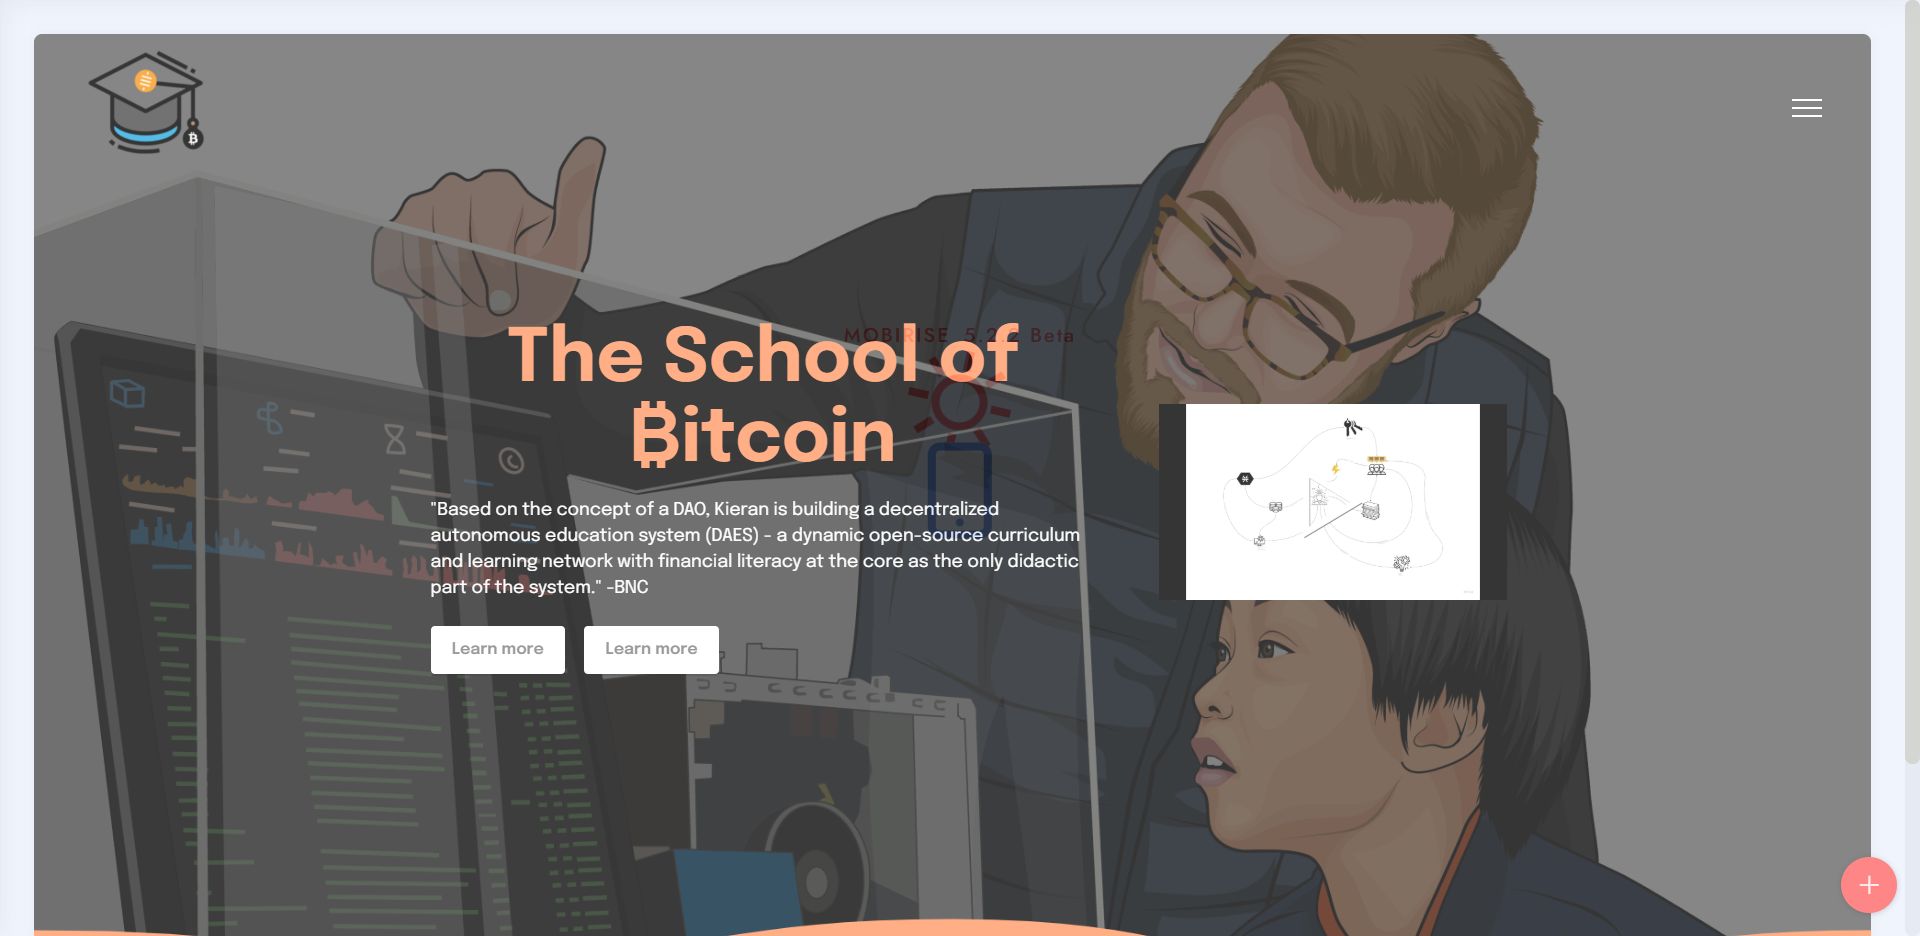 MOBIRISE 5.2.2 Beta
The School of
₿itcoin
"Based on the concept of a DAO, Kieran is building a decentralized
autonomous education system (DAES) - a dynamic open-source curriculum
and learning network with financial literacy at the core as the only didactic
part of the system." -BNC
Learn more Learn more